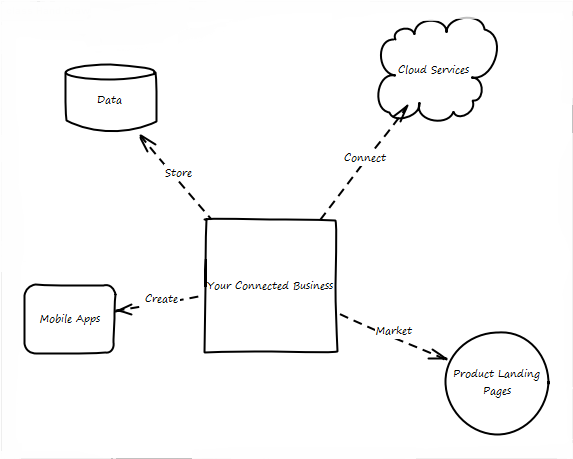 Cloud Services
Data
Connect
Store
Your Connected Business
Create
Mobile Apps
Market
Product Landing
Pages